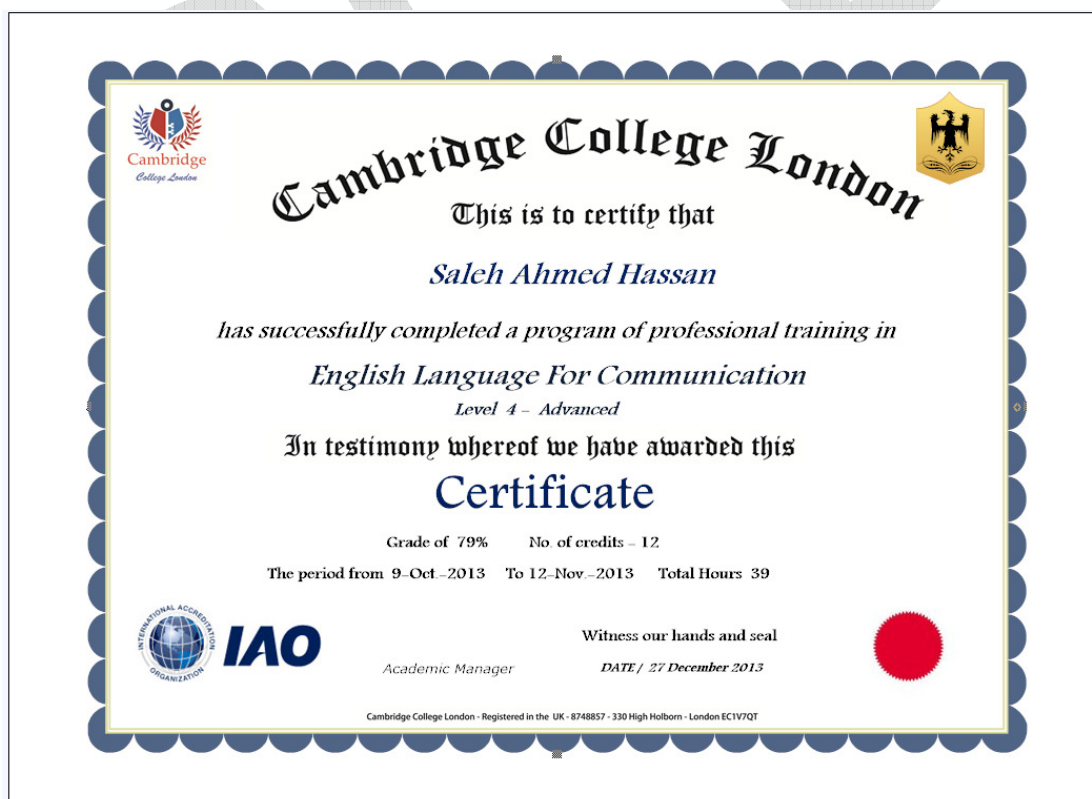 Cambridge College London
Cambridge
College London
This is to certify that
Saleh Ahmed Hassan
has successfully completed a program of professional training in
English Language For Communication
Level 4 - Advanced
In testimony whereof we have awarded this
Certificate
Grade of 79% No. of credits - 12
The period from 9-Oct.-2013 To 12-Nov.-2013 Total Hours 39
INTERNATIONAL ACCREDITATION ORGANIZATION
IAO
Witness our hands and seal
Academic Manager DATE / 27 December 2013
Cambridge College London - Registered in the UK - 8748857 - 330 High Holborn - London EC1V7QT